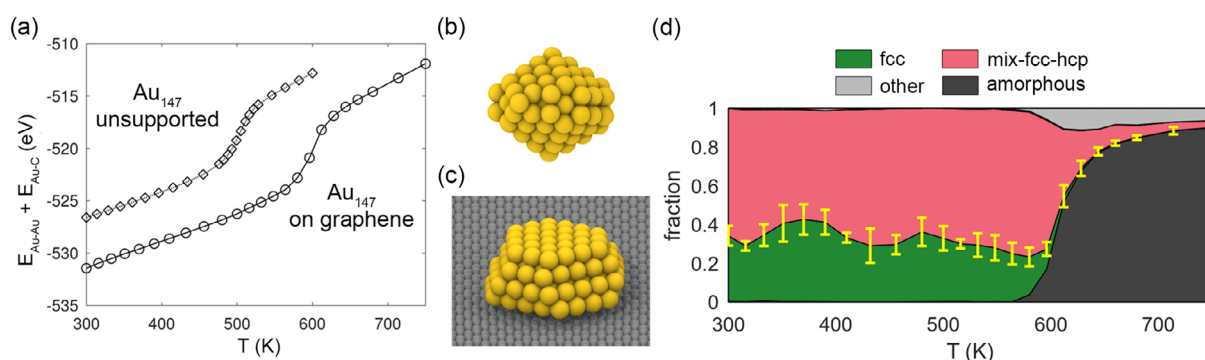 (a)
-510
-515
-520
-525
-530
-535
E_Au-Au + E_Au-C (eV)
Au₁₄₇
unsupported
Au₁₄₇
on graphene
300 400 500 600 700
T (K)
(b)
(c)
(d)
fcc mix-fcc-hcp
other amorphous
1
0.8
0.6
0.4
0.2
0
fraction
300 400 500 600 700
T (K)